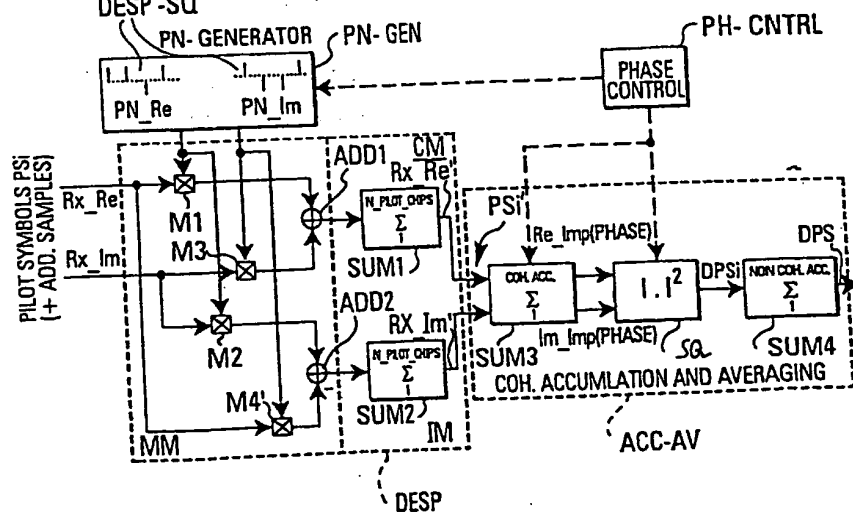 DESP-SQ
PN-GENERATOR
PN-GEN
PH-CNTRL
PHASE
CONTROL
PN_Re
PN_Im
PILOT SYMBOLS PSi
(+ ADD. SAMPLES)
Rx_Re
Rx_Im
M1
M3
M2
M4'
MM
ADD1
ADD2
CM
Rx_Re'
N_PILOT_CHPS
Σ
1
SUM1
RX_Im'
N_PILOT_CHPS
Σ
1
SUM2
IM
DESP
PSi'
Re_Imp(PHASE)
COH. ACC.
Σ
1
SUM3
Im_Imp(PHASE)
|.|²
SQ
DPSi
NON COH. ACC.
Σ
1
SUM4
DPS
COH. ACCUMLATION AND AVERAGING
ACC-AV